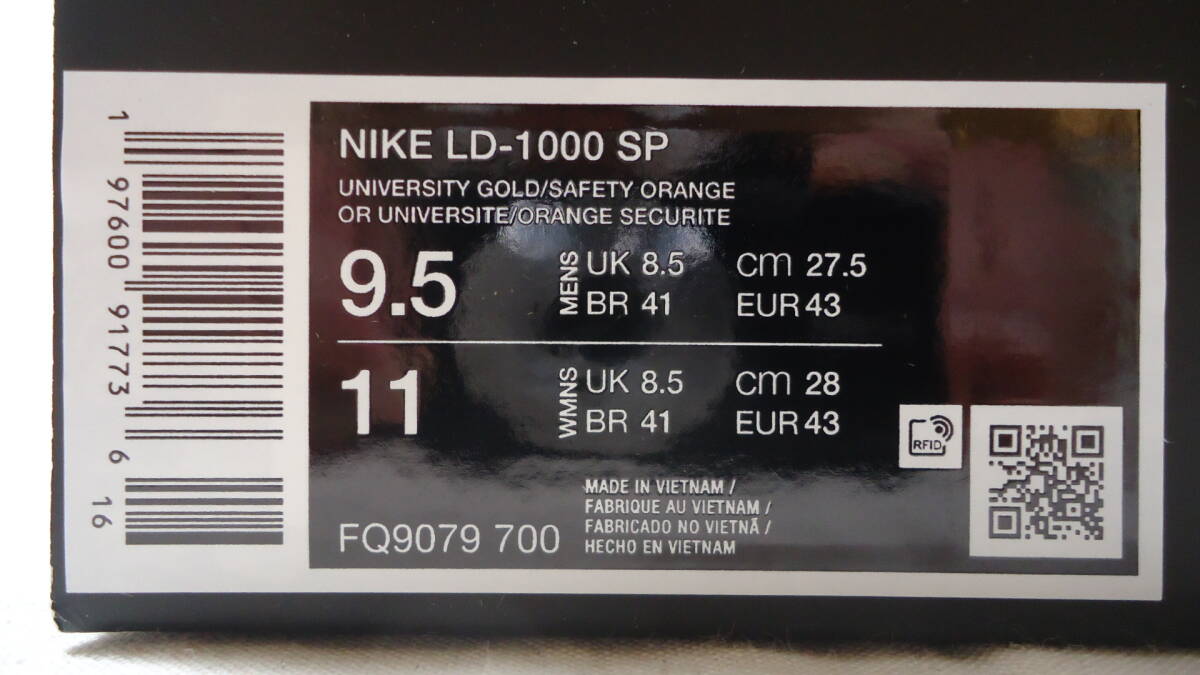 1 97600 91773 6 16
NIKE LD-1000 SP
UNIVERSITY GOLD/SAFETY ORANGE
OR UNIVERSITE/ORANGE SECURITE
9.5 MENS UK 8.5 cm 27.5
BR 41 EUR 43
11 WMNS UK 8.5 cm 28
BR 41 EUR 43
RFID
FQ9079 700
MADE IN VIETNAM /
FABRIQUE AU VIETNAM /
FABRICADO NO VIETNÃ /
HECHO EN VIETNAM